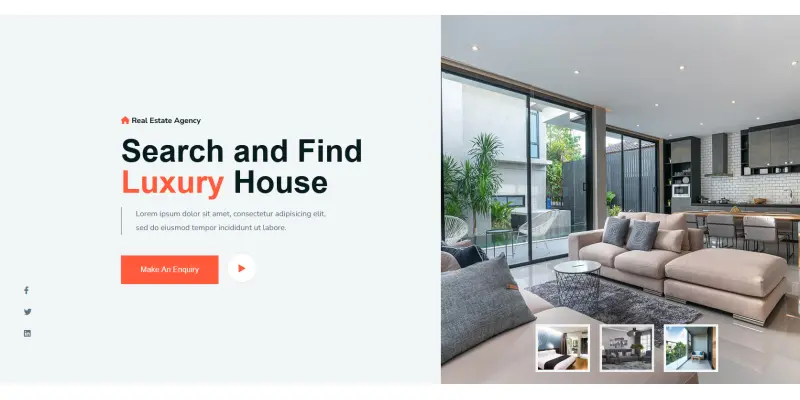 Real Estate Agency
Search and Find
Luxury House
Lorem ipsum dolor sit amet, consectetur adipisicing elit,
sed do eiusmod tempor incididunt ut labore.
Make An Enquiry